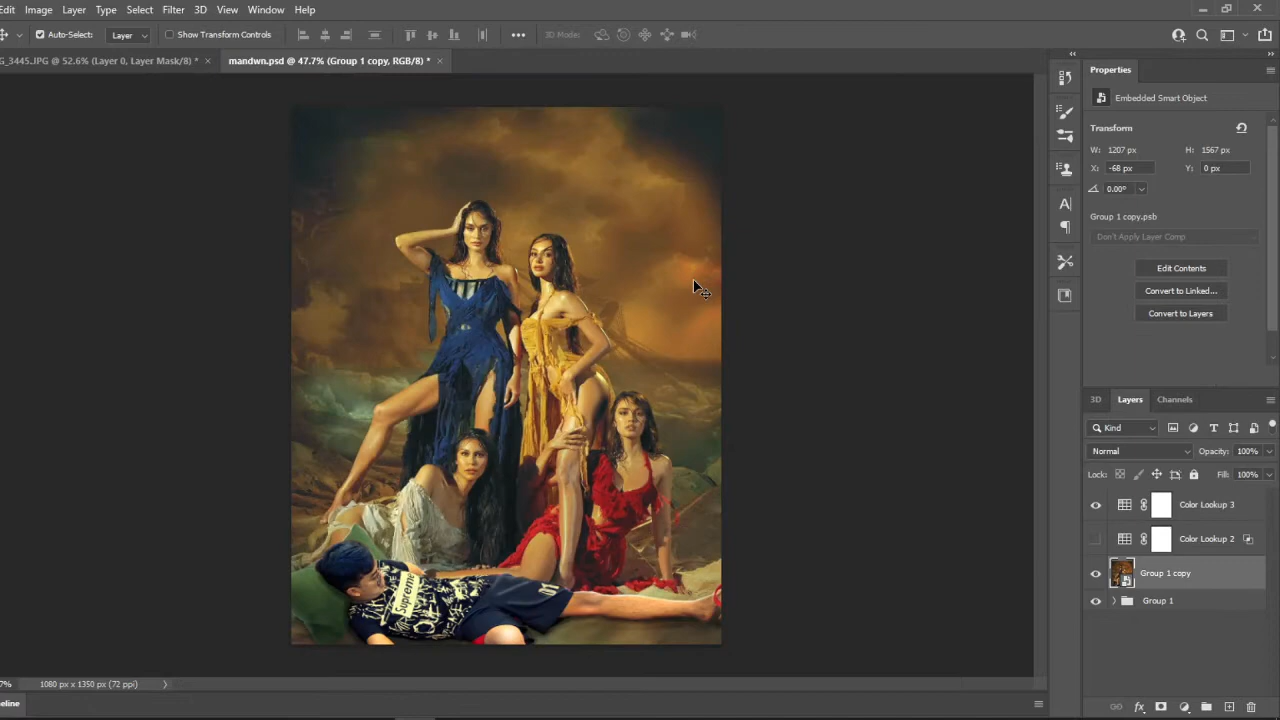 Edit Image Layer Type Select Filter 3D View Window Help
Auto-Select: Layer Show Transform Controls 3D Mode:
G_3445.JPG @ 52.6% (Layer 0, Layer Mask/8) * mandwn.psd @ 47.7% (Group 1 copy, RGB/8) *
Properties
Embedded Smart Object
Transform
W: 1207 px H: 1567 px
X: -68 px Y: 0 px
0.00°
Group 1 copy.psb
Don't Apply Layer Comp
Edit Contents
Convert to Linked...
Convert to Layers
3D Layers Channels
Kind
Normal Opacity: 100%
Lock: Fill: 100%
Color Lookup 3
Color Lookup 2
Group 1 copy
Group 1
Supreme
01
7% 1080 px x 1350 px (72 ppi)
eline